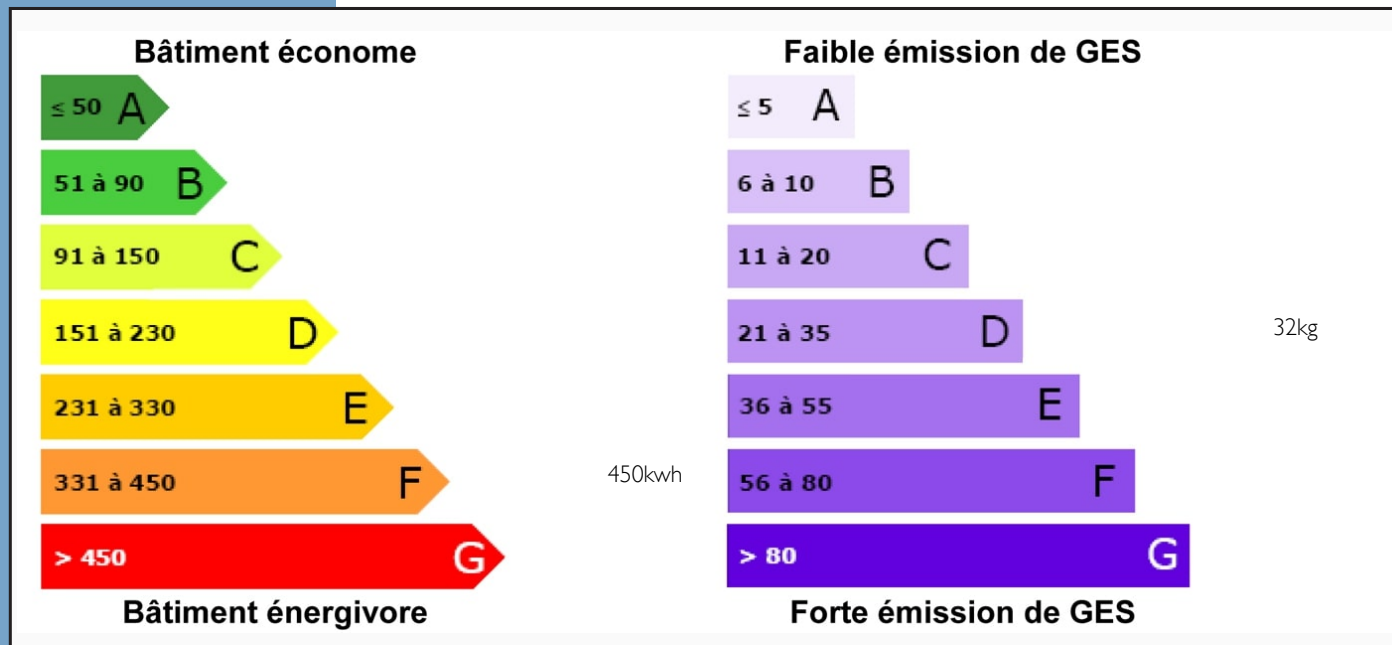 Bâtiment économe
≤ 50 A
51 à 90 B
91 à 150 C
151 à 230 D
231 à 330 E
331 à 450 F
450kwh
> 450 G
Bâtiment énergivore
Faible émission de GES
≤ 5 A
6 à 10 B
11 à 20 C
21 à 35 D
32kg
36 à 55 E
56 à 80 F
> 80 G
Forte émission de GES